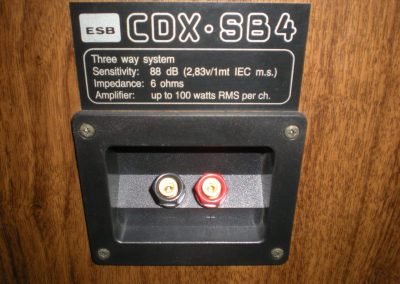 ESB CDX·SB4
Three way system
Sensitivity: 88 dB (2,83v/1mt IEC m.s.)
Impedance: 6 ohms
Amplifier: up to 100 watts RMS per ch.